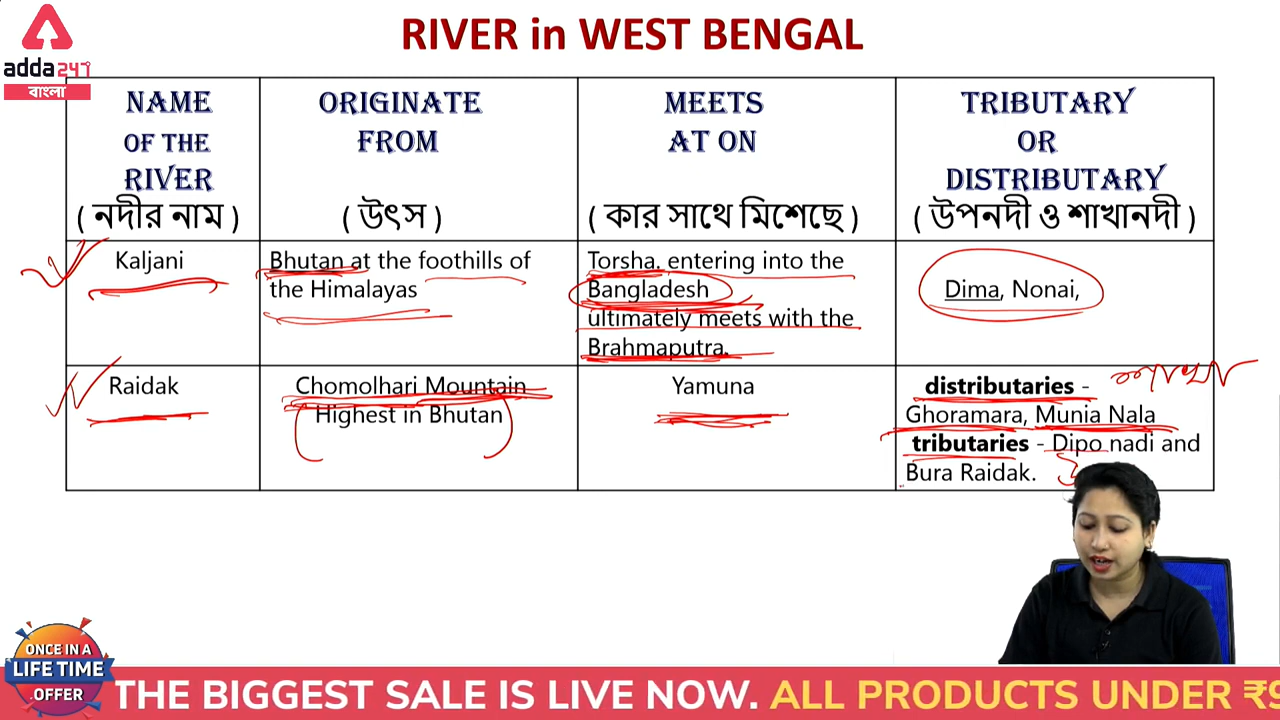 RIVER in WEST BENGAL
adda247
বাংলা
NAME
OF THE
RIVER
( নদীর নাম )
ORIGINATE
FROM
( উৎস )
MEETS
AT ON
( কার সাথে মিশেছে )
TRIBUTARY
OR
DISTRIBUTARY
( উপনদী ও শাখানদী )
Kaljani
Bhutan at the foothills of
the Himalayas
Torsha, entering into the
Bangladesh
ultimately meets with the
Brahmaputra.
Dima, Nonai,
Raidak
Chomolhari Mountain
Highest in Bhutan
Yamuna
distributaries -
Ghoramara, Munia Nala
tributaries - Dipo nadi and
Bura Raidak.
ONCE IN A
LIFE TIME
OFFER
THE BIGGEST SALE IS LIVE NOW. ALL PRODUCTS UNDER ₹9